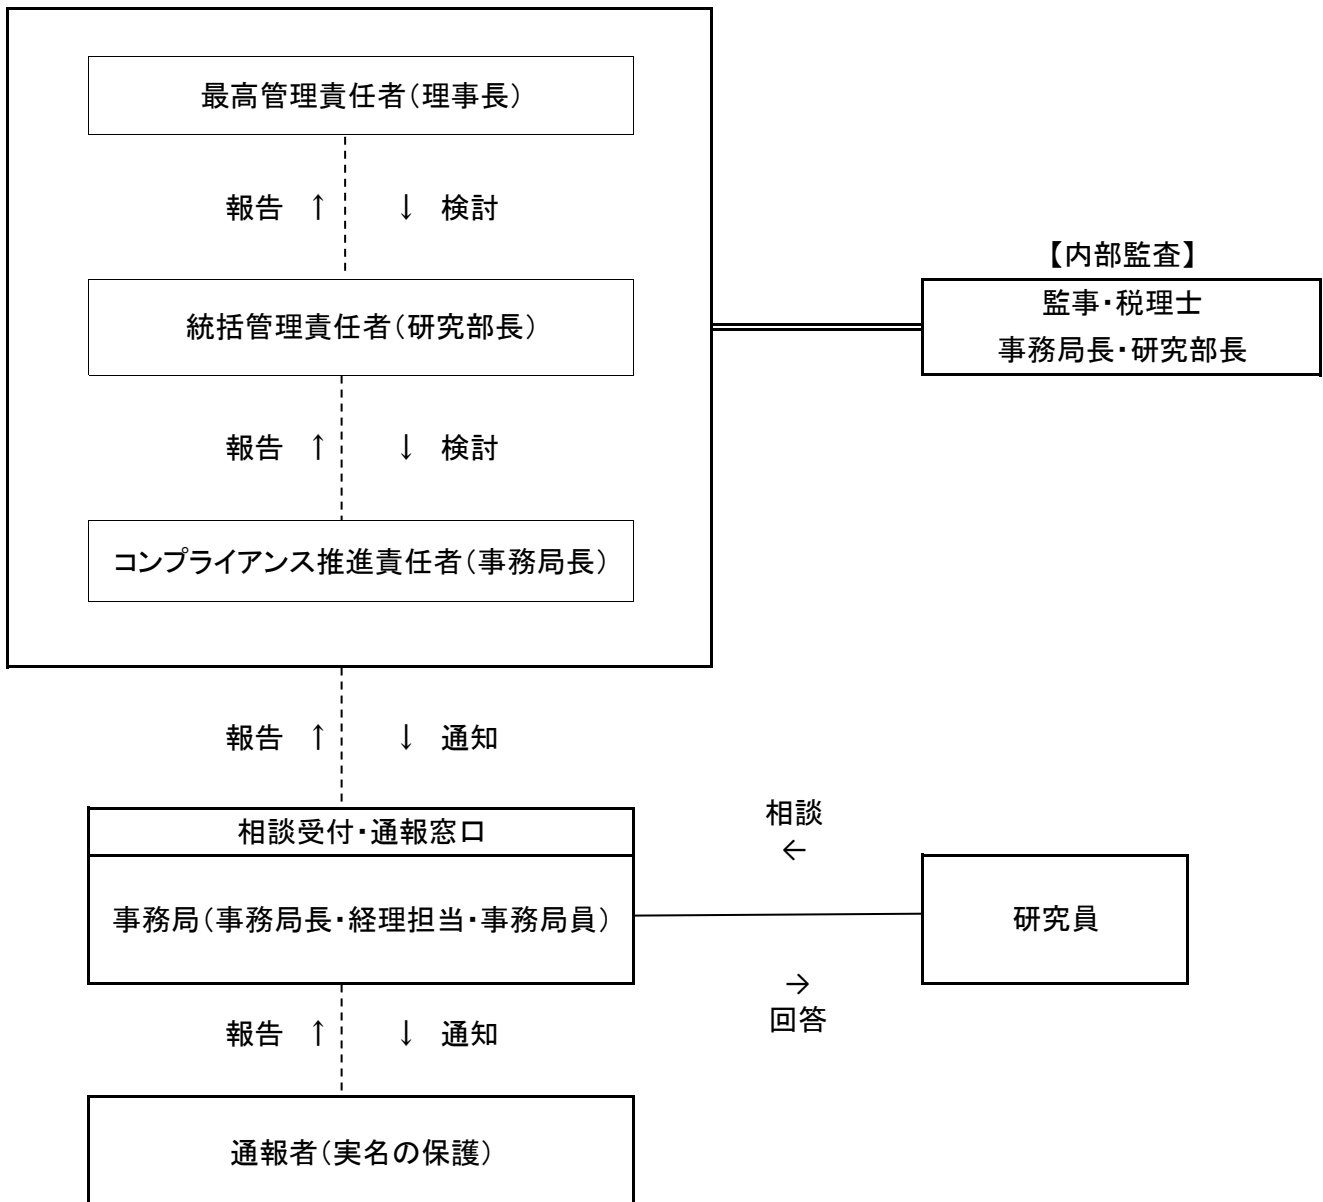 最高管理責任者(理事長)
報告 ↑ ↓ 検討
統括管理責任者(研究部長)
【内部監査】
監事・税理士
事務局長・研究部長
報告 ↑ ↓ 検討
コンプライアンス推進責任者(事務局長)
報告 ↑ ↓ 通知
相談受付・通報窓口
事務局(事務局長・経理担当・事務局員)
相談
←
→
回答
研究員
報告 ↑ ↓ 通知
通報者(実名の保護)